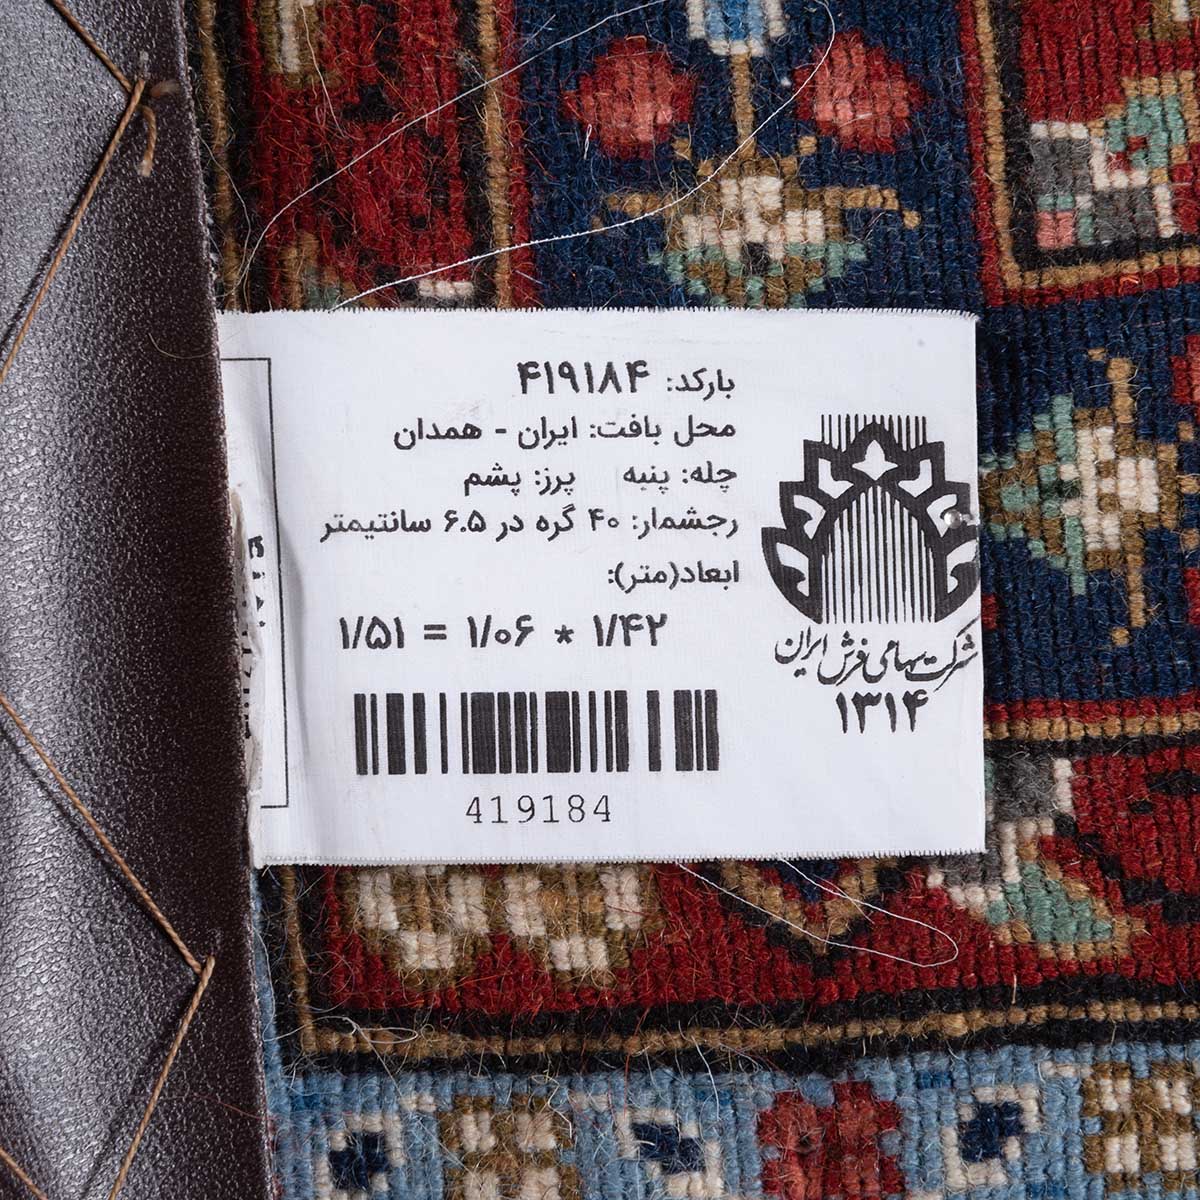 بارکد: ۴۱۹۱۸۴
محل بافت: ایران - همدان
چله: پنبه پرز: پشم
رجشمار: ۴۰ گره در ۶.۵ سانتیمتر
ابعاد(متر):
۱/۴۲ * ۱/۰۶ = ۱/۵۱
419184
شرکت سهامی فرش ایران
۱۳۱۴